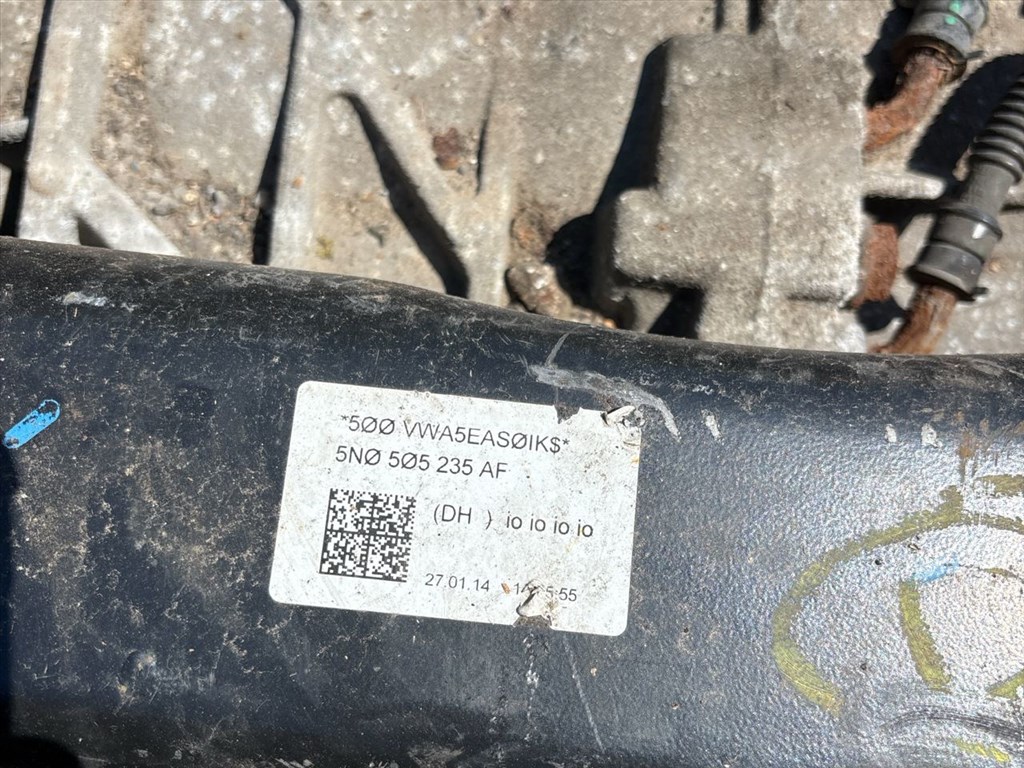 *5ØØ VWA5EASØIK$*
5NØ 5Ø5 235 AF
(DH ) io io io io
27.01.14